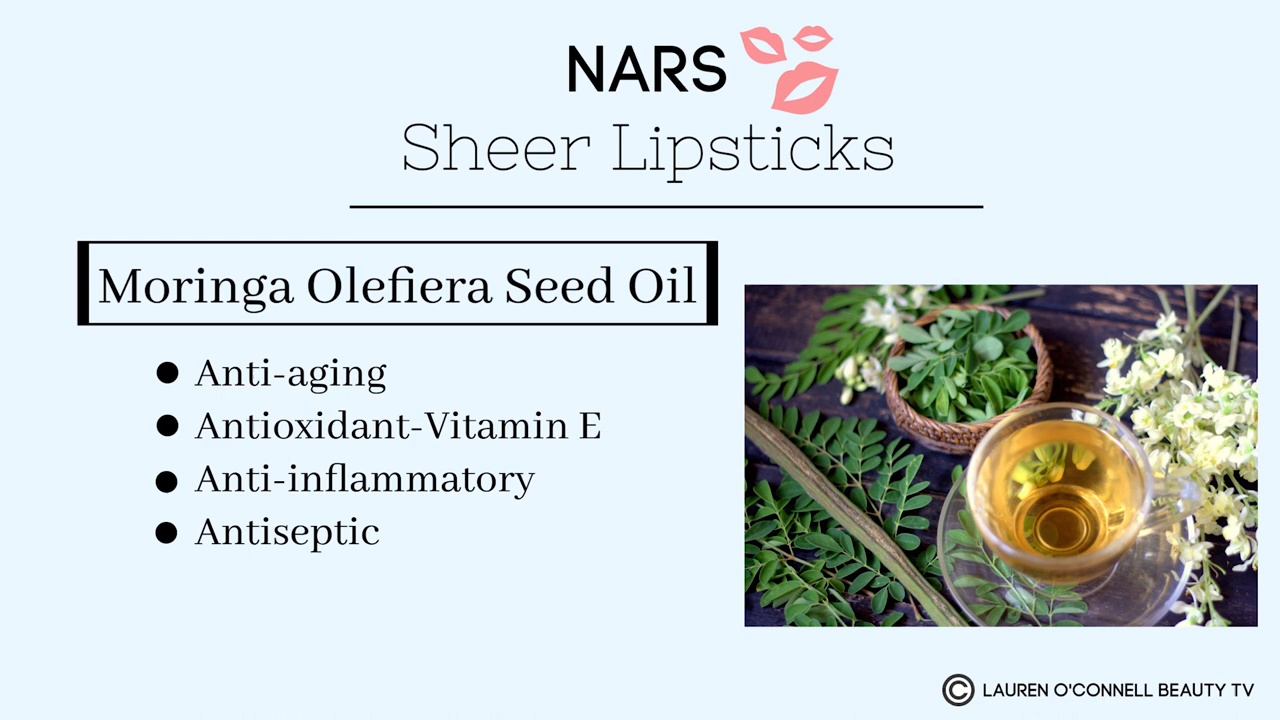 NARS
Sheer Lipsticks
Moringa Olefiera Seed Oil
● Anti-aging
● Antioxidant-Vitamin E
● Anti-inflammatory
● Antiseptic
© LAUREN O'CONNELL BEAUTY TV